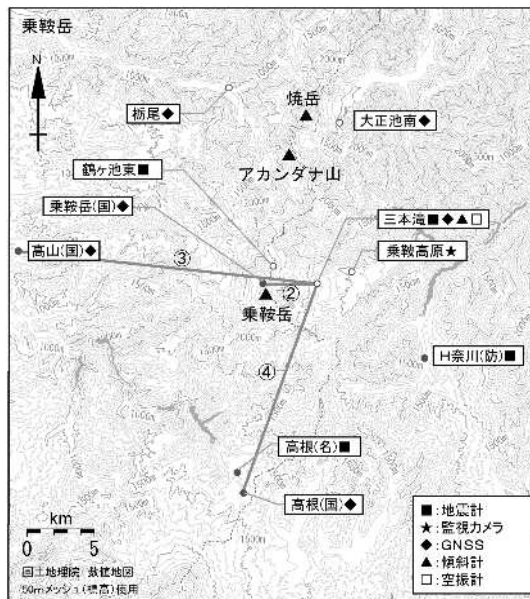 乗鞍岳
N
栃尾◆
焼岳
大正池南◆
鶴ヶ池東■
アカンダナ山
乗鞍岳(国)◆
三本滝■◆▲□
高山(国)◆
③
乗鞍高原★
②
乗鞍岳
H奈川(防)■
④
高根(名)■
高根(国)◆
km
0 5
国土地理院 数値地図
50mメッシュ(標高)使用
■:地震計
★:監視カメラ
◆:GNSS
▲:傾斜計
□:空振計